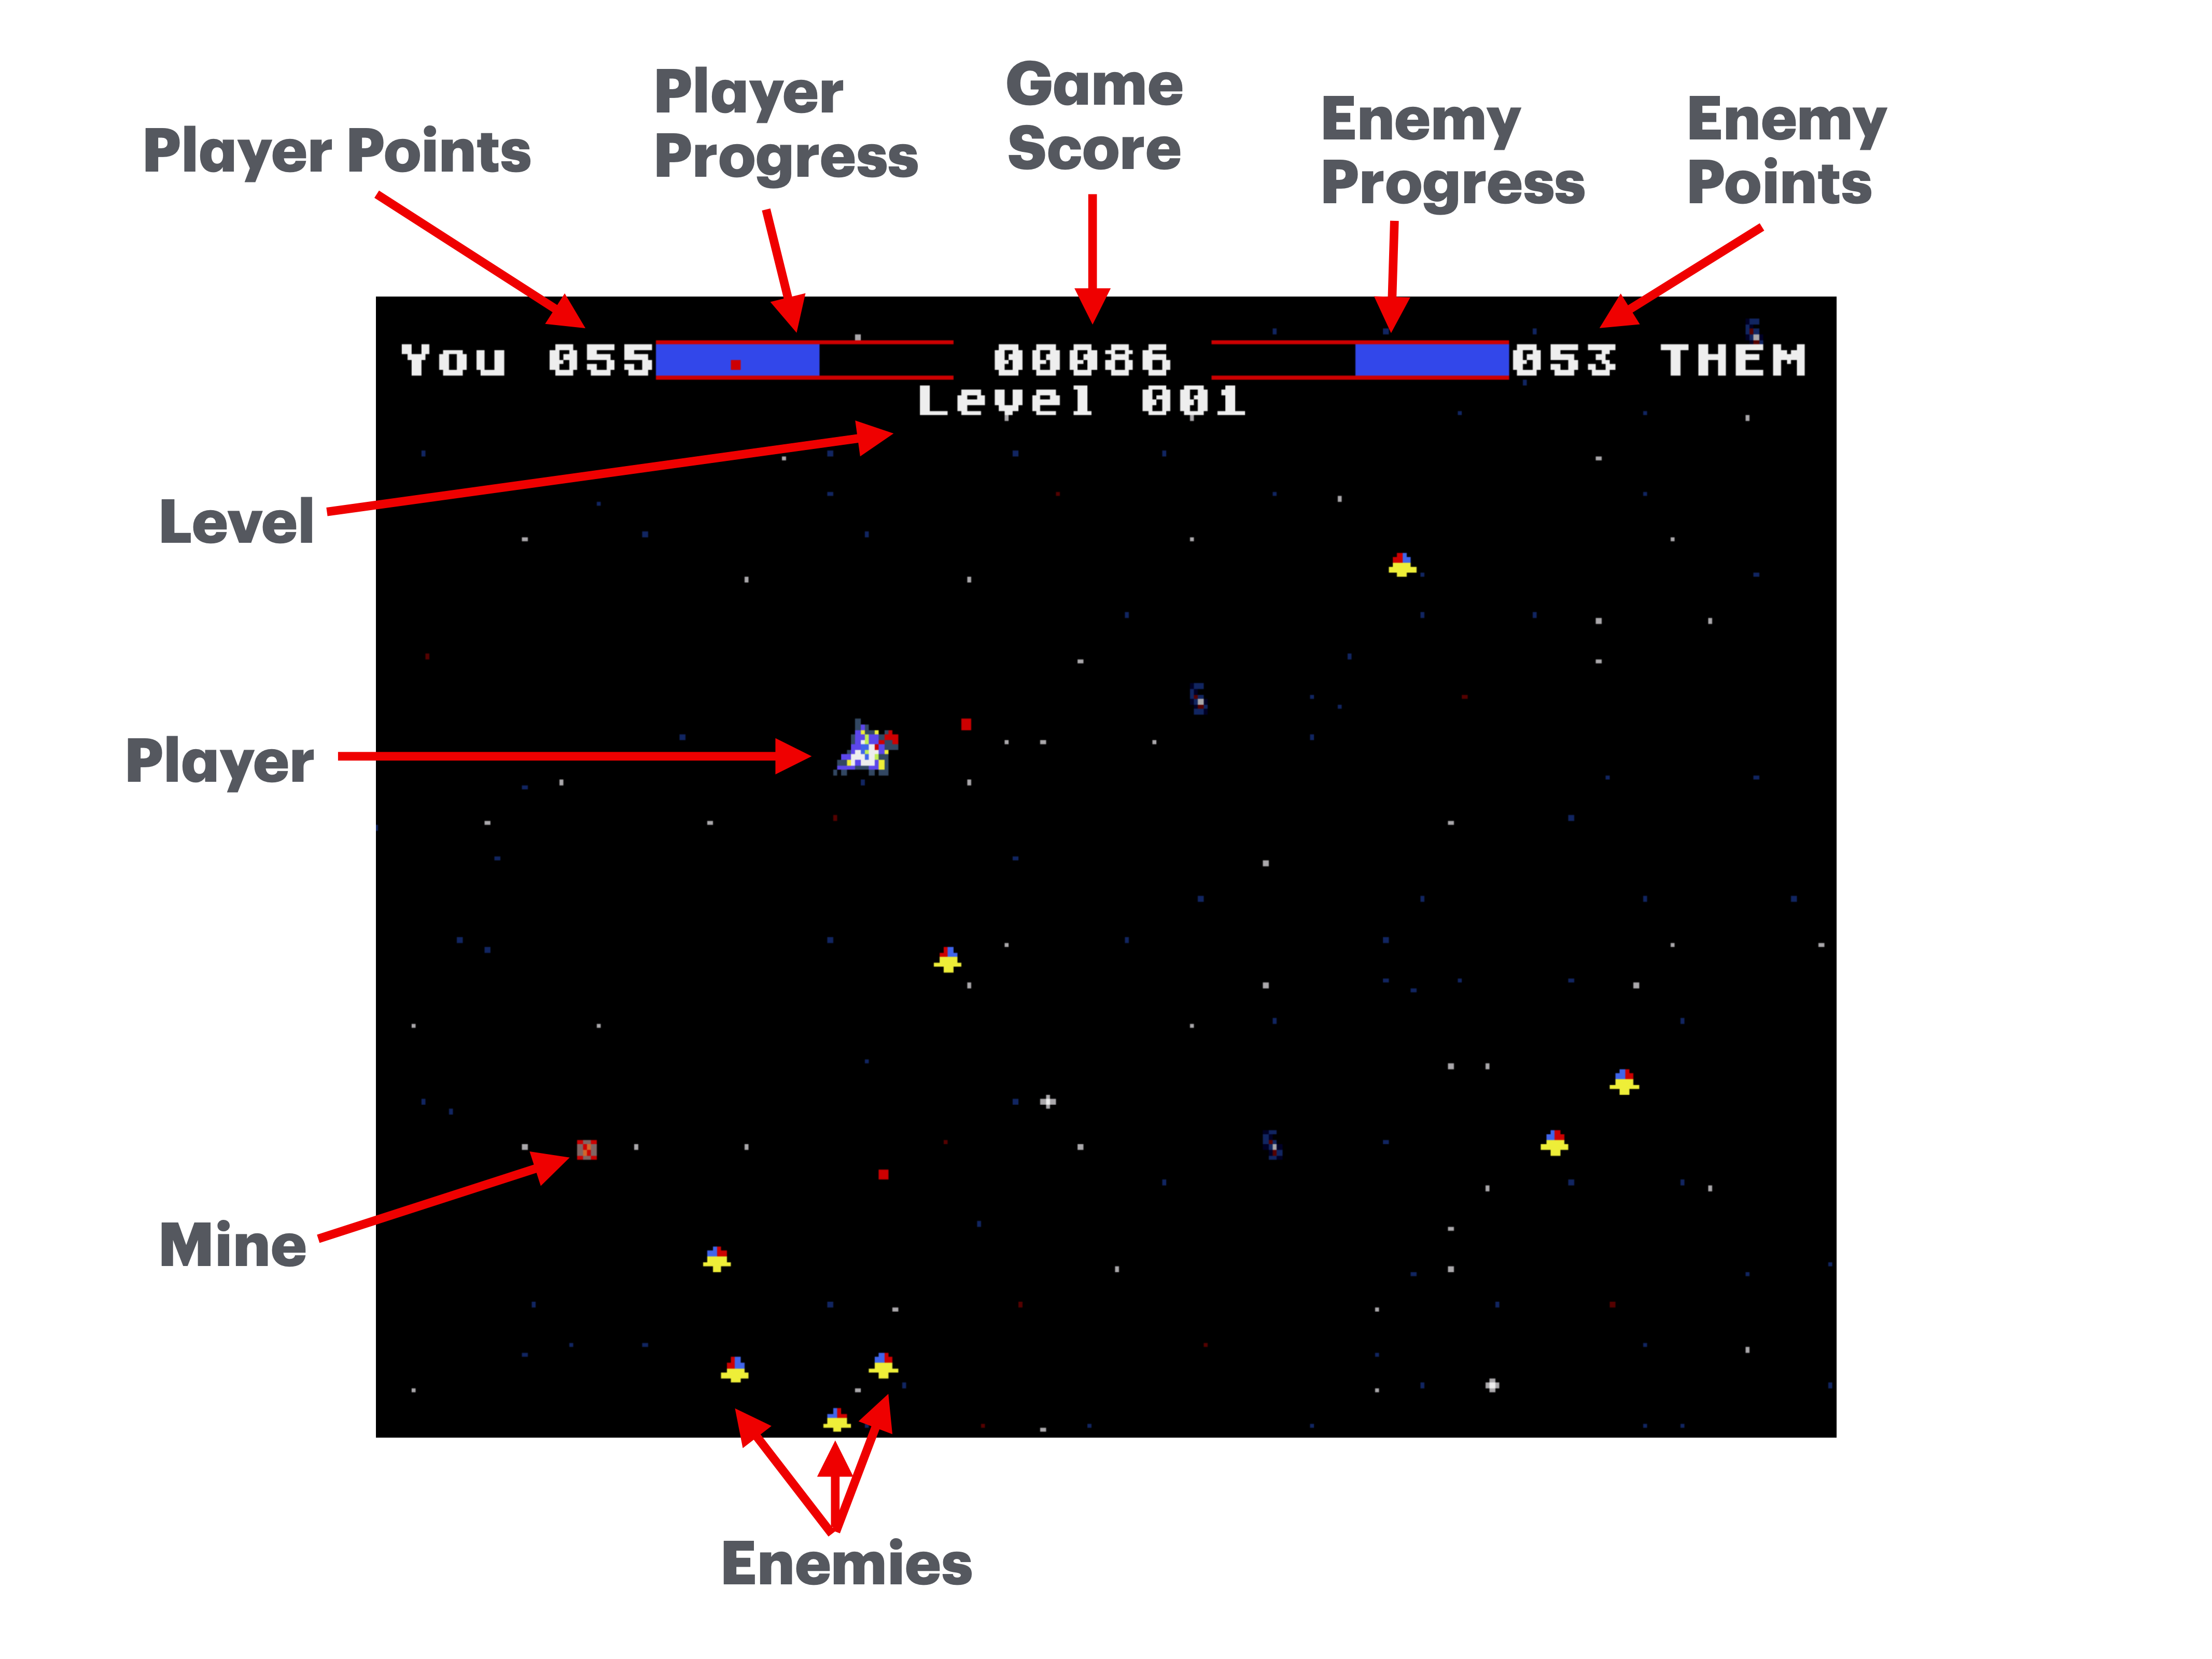 Player Points
Player
Progress
Game
Score
Enemy
Progress
Enemy
Points
You 055 00086 053 THEM
Level 001
Level
Player
Mine
Enemies